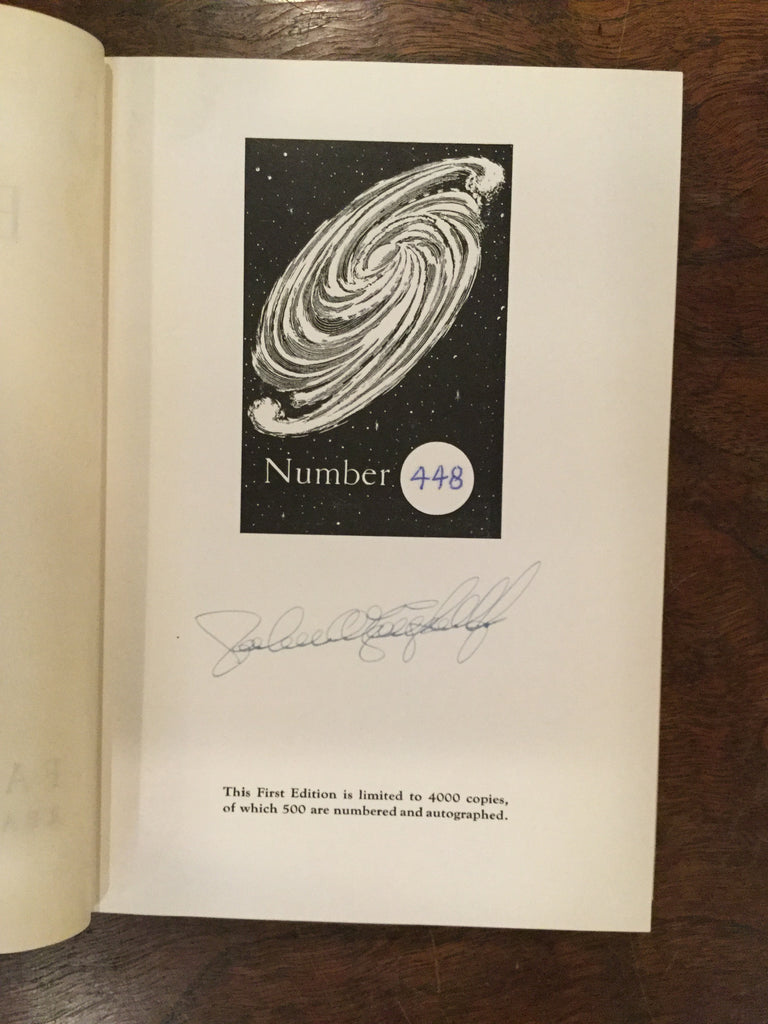 Number 448
This First Edition is limited to 4000 copies,
of which 500 are numbered and autographed.